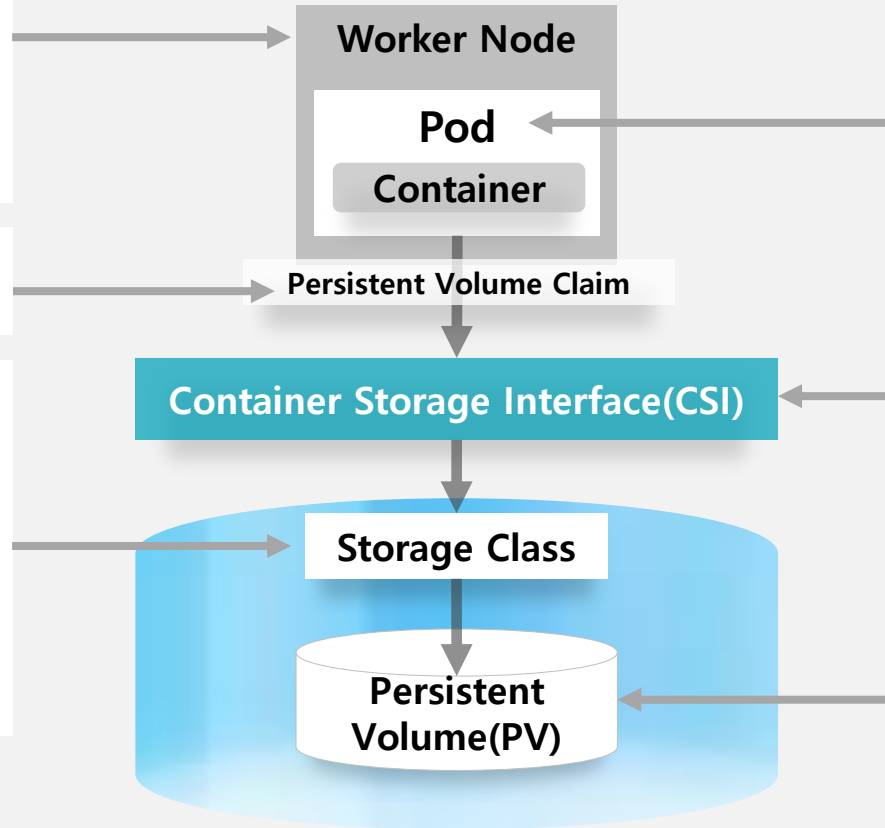 Worker Node
Pod
Container
Persistent Volume Claim
Container Storage Interface(CSI)
Storage Class
Persistent
Volume(PV)